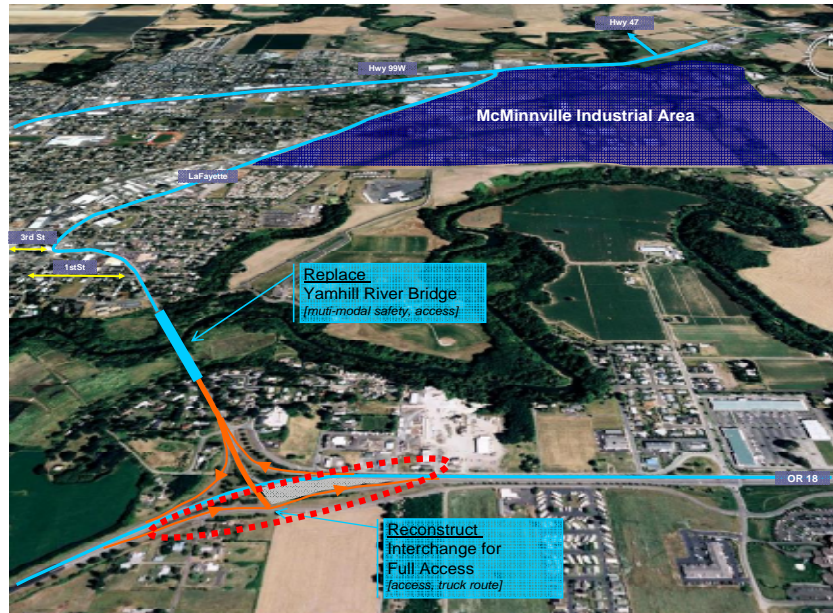 Hwy 47
Hwy 99W
McMinnville Industrial Area
LaFayette
3rd St
1stSt
Replace
Yamhill River Bridge
[muti-modal safety, access]
OR 18
Reconstruct
Interchange for
Full Access
[access, truck route]